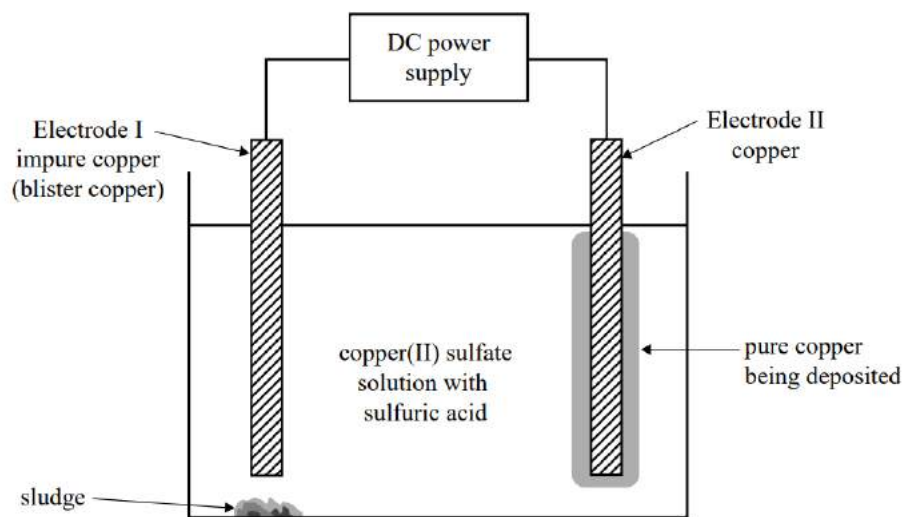 DC power
supply
Electrode I
impure copper
(blister copper)
Electrode II
copper
copper(II) sulfate
solution with
sulfuric acid
pure copper
being deposited
sludge